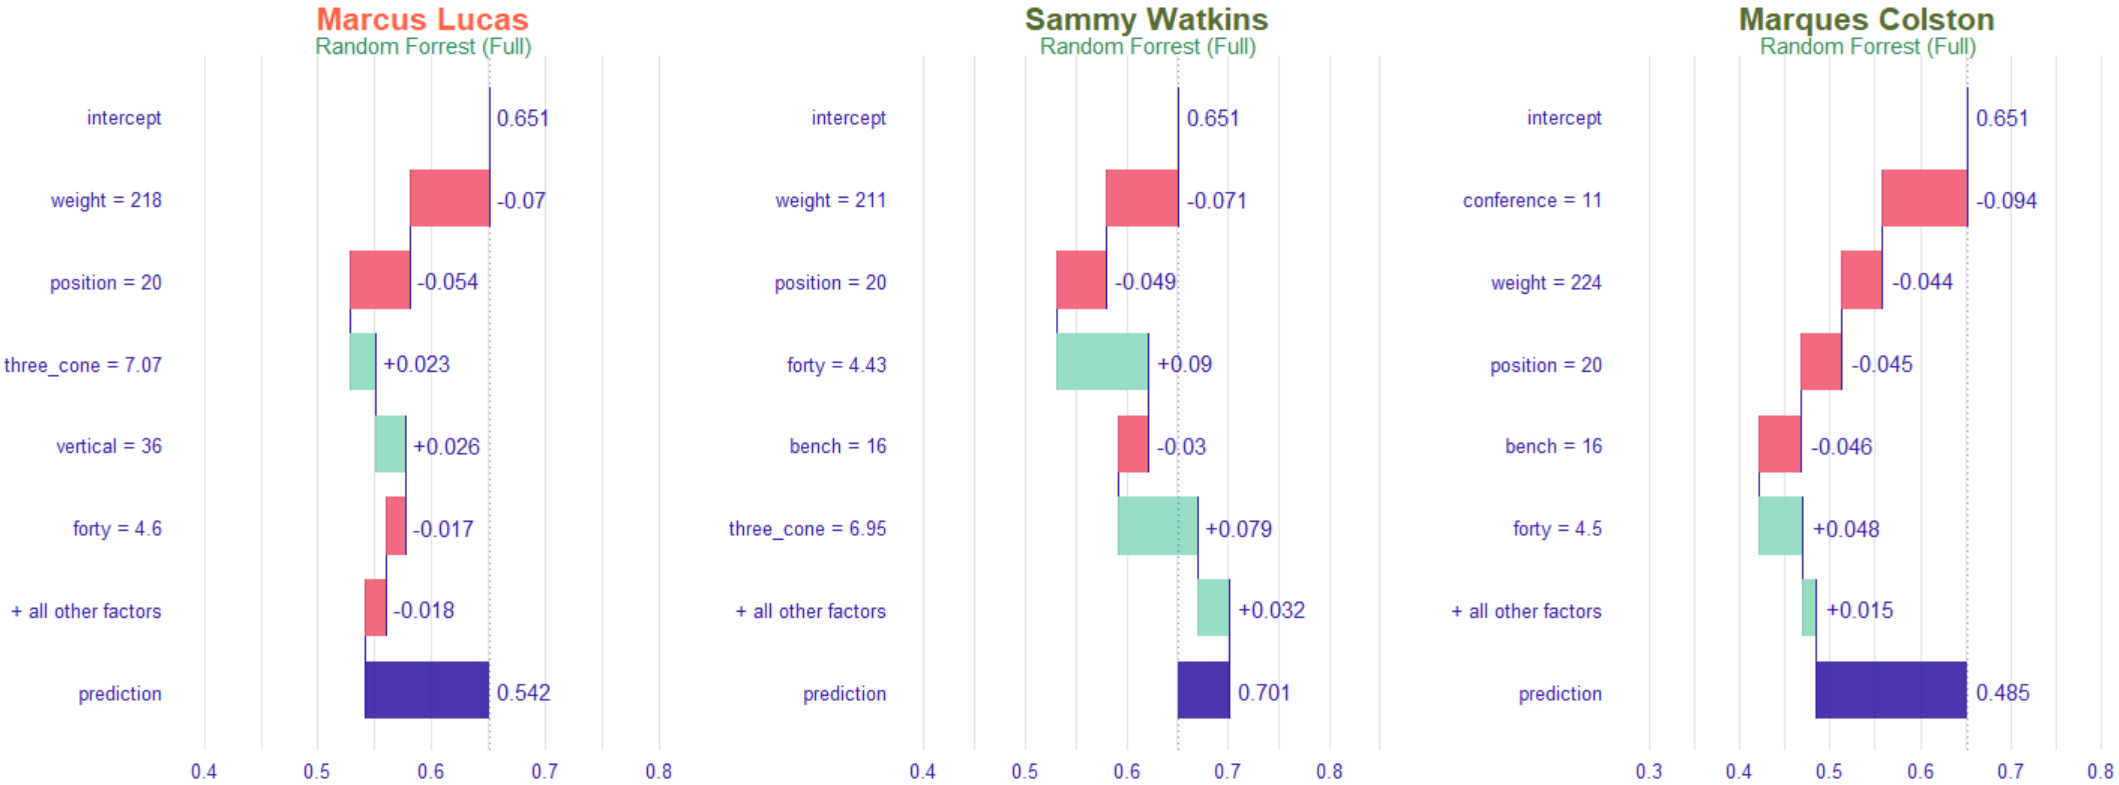 Marcus Lucas
Random Forrest (Full)
intercept
0.651
weight = 218
-0.07
position = 20
-0.054
three_cone = 7.07
+0.023
vertical = 36
+0.026
forty = 4.6
-0.017
+ all other factors
-0.018
prediction
0.542
0.4 0.5 0.6 0.7 0.8
Sammy Watkins
Random Forrest (Full)
intercept
0.651
weight = 211
-0.071
position = 20
-0.049
forty = 4.43
+0.09
bench = 16
-0.03
three_cone = 6.95
+0.079
+ all other factors
+0.032
prediction
0.701
0.4 0.5 0.6 0.7 0.8
Marques Colston
Random Forrest (Full)
intercept
0.651
conference = 11
-0.094
weight = 224
-0.044
position = 20
-0.045
bench = 16
-0.046
forty = 4.5
+0.048
+ all other factors
+0.015
prediction
0.485
0.3 0.4 0.5 0.6 0.7 0.8